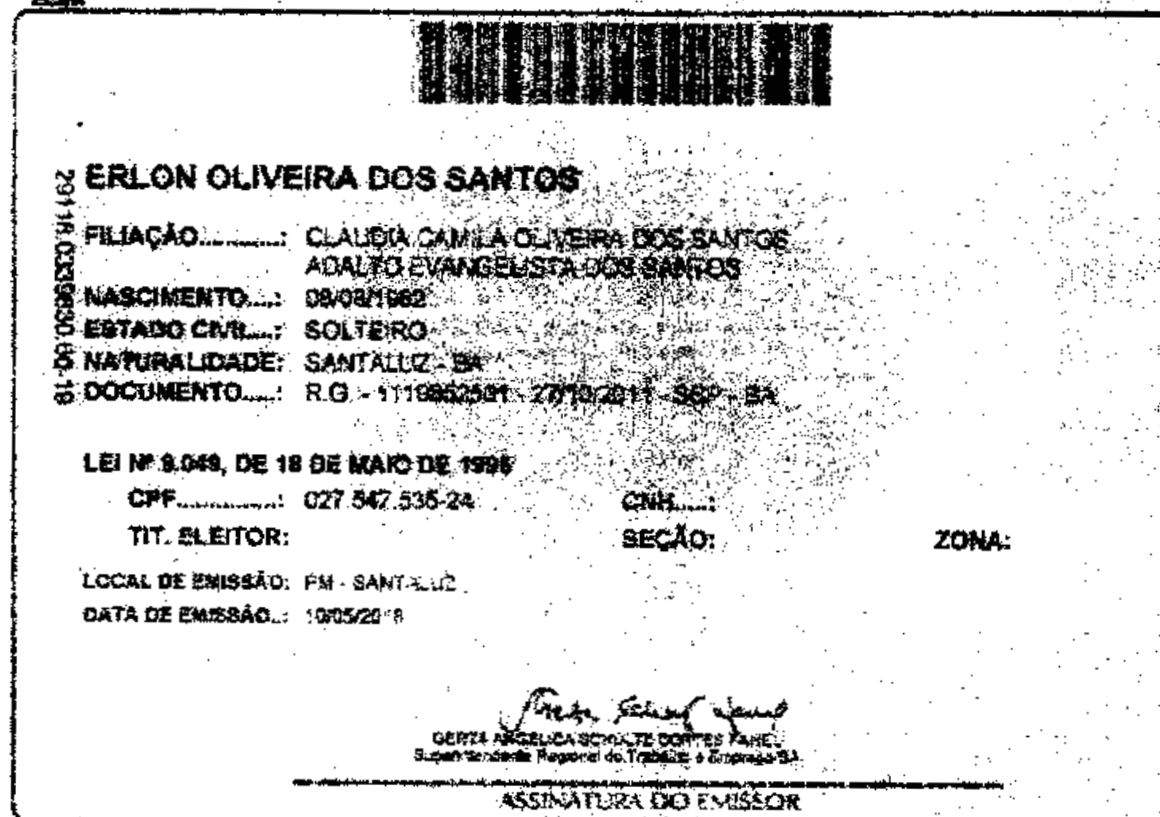 ERLON OLIVEIRA DOS SANTOS
FILIAÇÃO...........: CLAUDIA CAMILA OLIVEIRA DOS SANTOS
ADALTO EVANGELISTA DOS SANTOS
NASCIMENTO....:
ESTADO CIVIL....: SOLTEIRO
NATURALIDADE: SANTALUZ - BA
DOCUMENTO.....: R.G. - 27/10/2011 - SSP - BA
LEI Nº 9.049, DE 18 DE MAIO DE 1995
CPF..............: 027.547.535-24 CNH......:
TIT. ELEITOR: SEÇÃO: ZONA:
LOCAL DE EMISSÃO: PM - SANTALUZ
DATA DE EMISSÃO..: 10/05/2018
Superintendente Regional do Trabalho e Emprego/BA
ASSINATURA DO EMISSOR